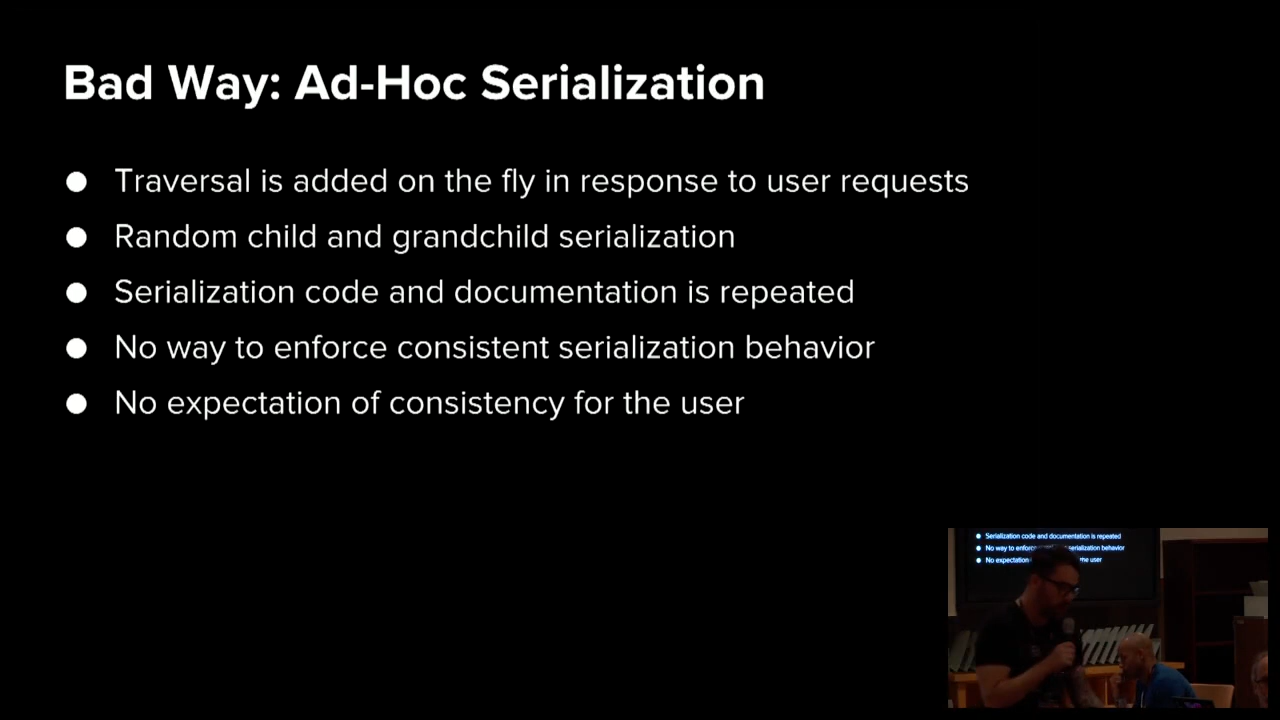 Bad Way: Ad-Hoc Serialization
● Traversal is added on the fly in response to user requests
● Random child and grandchild serialization
● Serialization code and documentation is repeated
● No way to enforce consistent serialization behavior
● No expectation of consistency for the user
● Serialization code and documentation is repeated
● No way to enforce serialization behavior
● No expectation the user